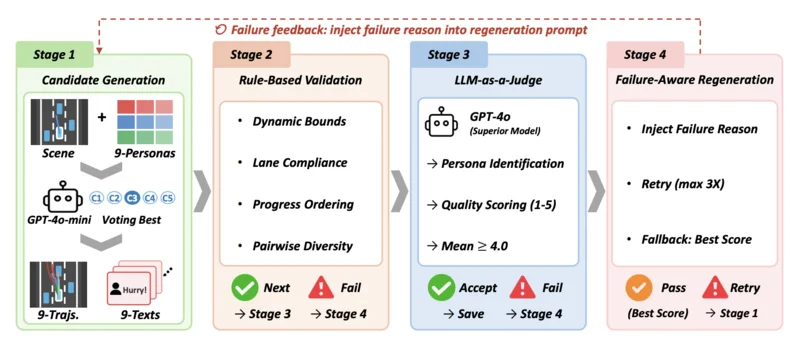 Failure feedback: inject failure reason into regeneration prompt
Stage 1
Candidate Generation
+
Scene
9-Personas
C1 C2 C3 C4 C5
GPT-4o-mini
Voting Best
Hurry!
9-Trajs.
9-Texts
Stage 2
Rule-Based Validation
• Dynamic Bounds
• Lane Compliance
• Progress Ordering
• Pairwise Diversity
Next
Fail
→ Stage 3
→ Stage 4
Stage 3
LLM-as-a-Judge
GPT-4o
(Superior Model)
→ Persona Identification
→ Quality Scoring (1-5)
→ Mean ≥ 4.0
Accept
Fail
→ Save
→ Stage 4
Stage 4
Failure-Aware Regeneration
• Inject Failure Reason
• Retry (max 3X)
• Fallback: Best Score
Pass
Retry
(Best Score)
→ Stage 1